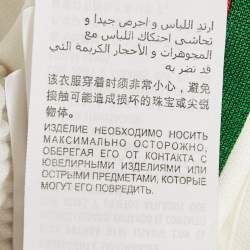 ارتد اللباس و احرص جيدا و
تحاشى احتكاك اللباس مع
المجوهرات و الأحجار الكريمة التي
قد تضر به
该衣服穿着时须非常小心，避免
接触可能造成损坏的珠宝或尖锐
物体。
ИЗДЕЛИЕ НЕОБХОДИМО НОСИТЬ
МАКСИМАЛЬНО ОСТОРОЖНО,
ОБЕРЕГАЯ ЕГО ОТ КОНТАКТА С
ЮВЕЛИРНЫМИ ИЗДЕЛИЯМИ ИЛИ
ОСТРЫМИ ПРЕДМЕТАМИ, КОТОРЫЕ
МОГУТ ЕГО ПОВРЕДИТЬ.